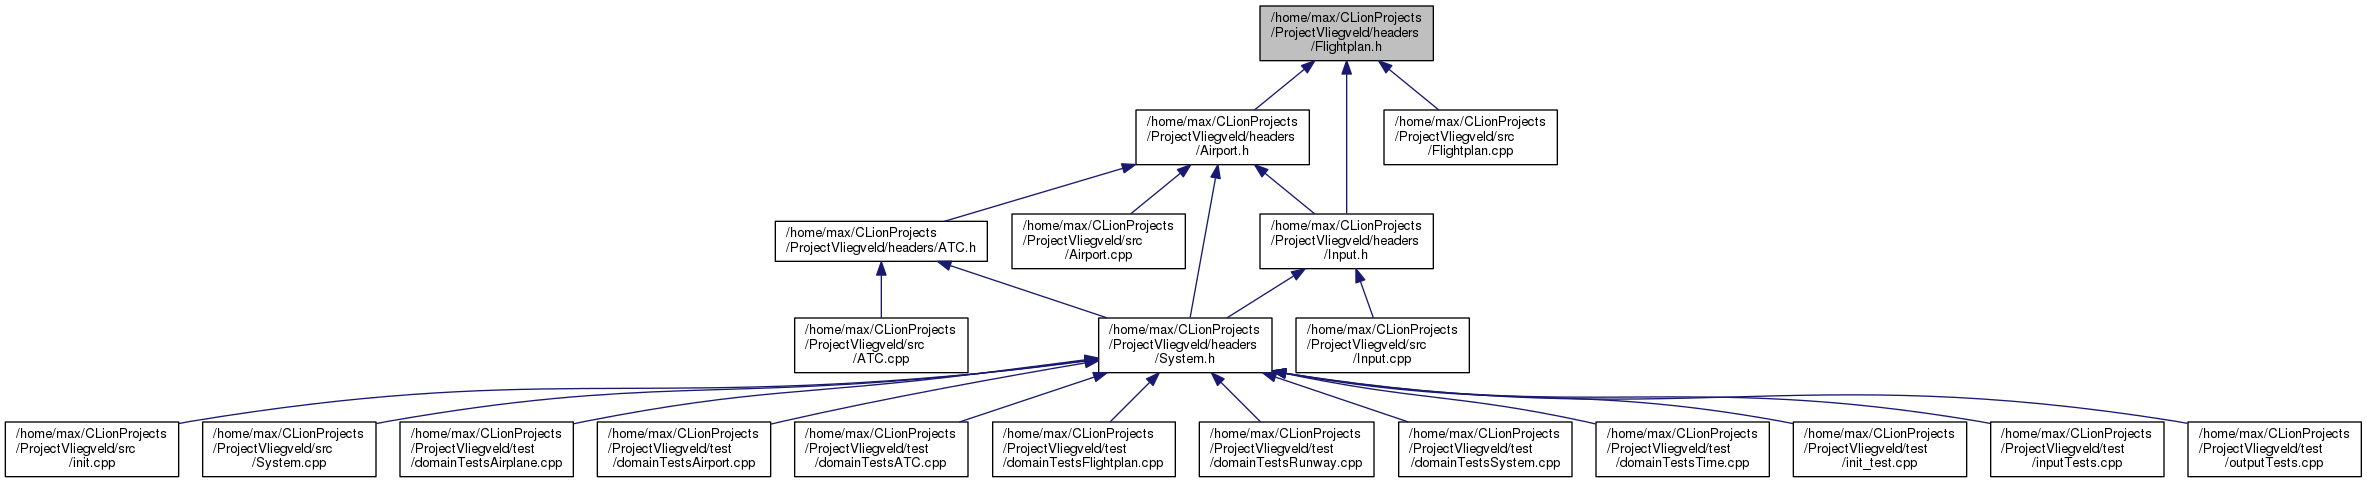 /home/max/CLionProjects
/ProjectVliegveld/headers
/Flightplan.h
/home/max/CLionProjects
/ProjectVliegveld/headers
/Airport.h
/home/max/CLionProjects
/ProjectVliegveld/src
/Flightplan.cpp
/home/max/CLionProjects
/ProjectVliegveld/headers/ATC.h
/home/max/CLionProjects
/ProjectVliegveld/src
/Airport.cpp
/home/max/CLionProjects
/ProjectVliegveld/headers
/Input.h
/home/max/CLionProjects
/ProjectVliegveld/src
/ATC.cpp
/home/max/CLionProjects
/ProjectVliegveld/headers
/System.h
/home/max/CLionProjects
/ProjectVliegveld/src
/Input.cpp
/home/max/CLionProjects
/ProjectVliegveld/src
/init.cpp
/home/max/CLionProjects
/ProjectVliegveld/src
/System.cpp
/home/max/CLionProjects
/ProjectVliegveld/test
/domainTestsAirplane.cpp
/home/max/CLionProjects
/ProjectVliegveld/test
/domainTestsAirport.cpp
/home/max/CLionProjects
/ProjectVliegveld/test
/domainTestsATC.cpp
/home/max/CLionProjects
/ProjectVliegveld/test
/domainTestsFlightplan.cpp
/home/max/CLionProjects
/ProjectVliegveld/test
/domainTestsRunway.cpp
/home/max/CLionProjects
/ProjectVliegveld/test
/domainTestsSystem.cpp
/home/max/CLionProjects
/ProjectVliegveld/test
/domainTestsTime.cpp
/home/max/CLionProjects
/ProjectVliegveld/test
/init_test.cpp
/home/max/CLionProjects
/ProjectVliegveld/test
/inputTests.cpp
/home/max/CLionProjects
/ProjectVliegveld/test
/outputTests.cpp